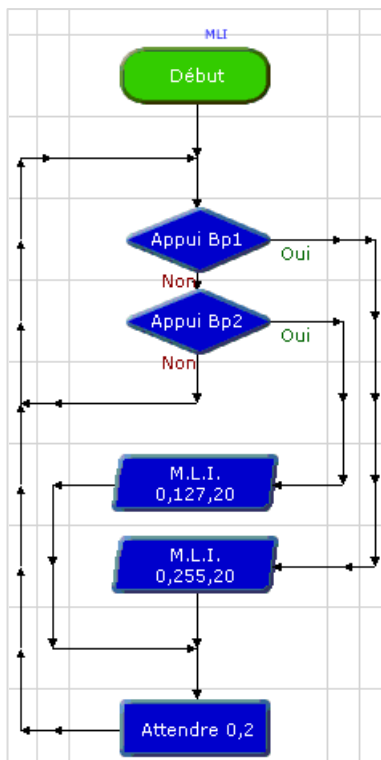 MLI
Début
Appui Bp1
Oui
Non
Appui Bp2
Oui
Non
M.L.I.
0,127,20
M.L.I.
0,255,20
Attendre 0,2